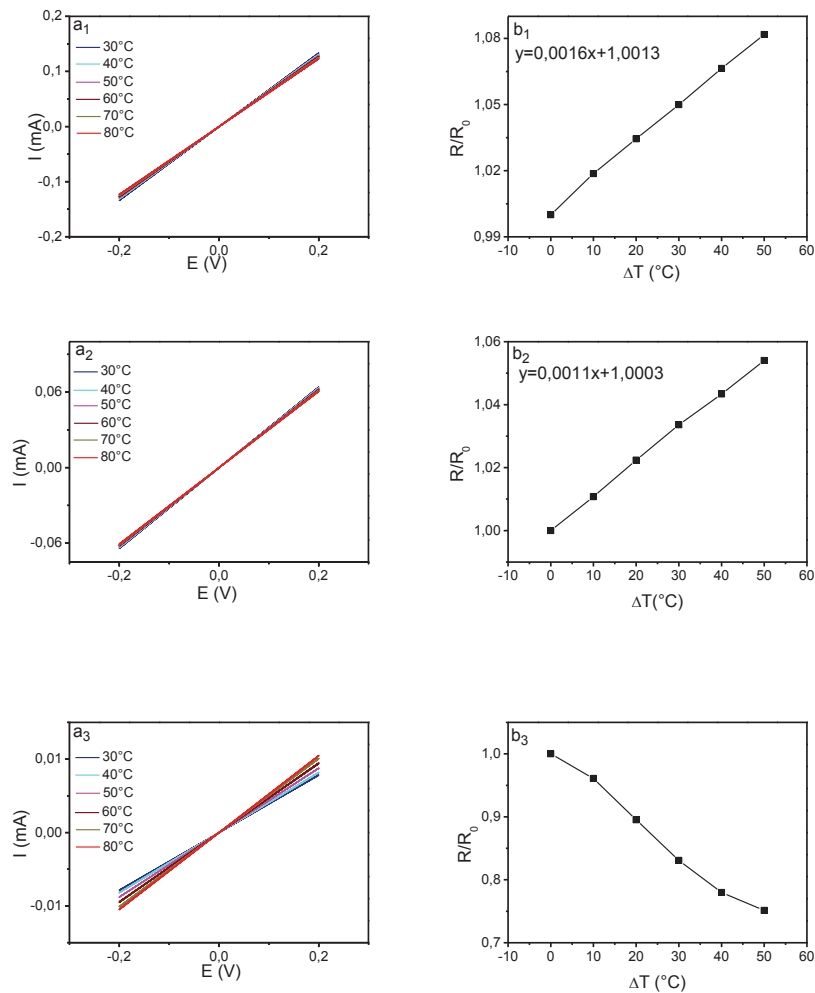 a1
30°C
40°C
50°C
60°C
70°C
80°C
0,2
0,1
0,0
-0,1
-0,2
I (mA)
-0,2
0,0
0,2
E (V)
b1
y=0,0016x+1,0013
1,08
1,05
1,02
0,99
R/R0
-10
0
10
20
30
40
50
60
ΔT (°C)
a2
30°C
40°C
50°C
60°C
70°C
80°C
0,06
0,00
-0,06
I (mA)
-0,2
0,0
0,2
E (V)
b2
y=0,0011x+1,0003
1,06
1,04
1,02
1,00
R/R0
-10
0
10
20
30
40
50
60
ΔT(°C)
a3
30°C
40°C
50°C
60°C
70°C
80°C
0,01
0,00
-0,01
I (mA)
-0,2
0,0
0,2
E (V)
b3
1,0
0,9
0,8
0,7
R/R0
-10
0
10
20
30
40
50
60
ΔT (°C)